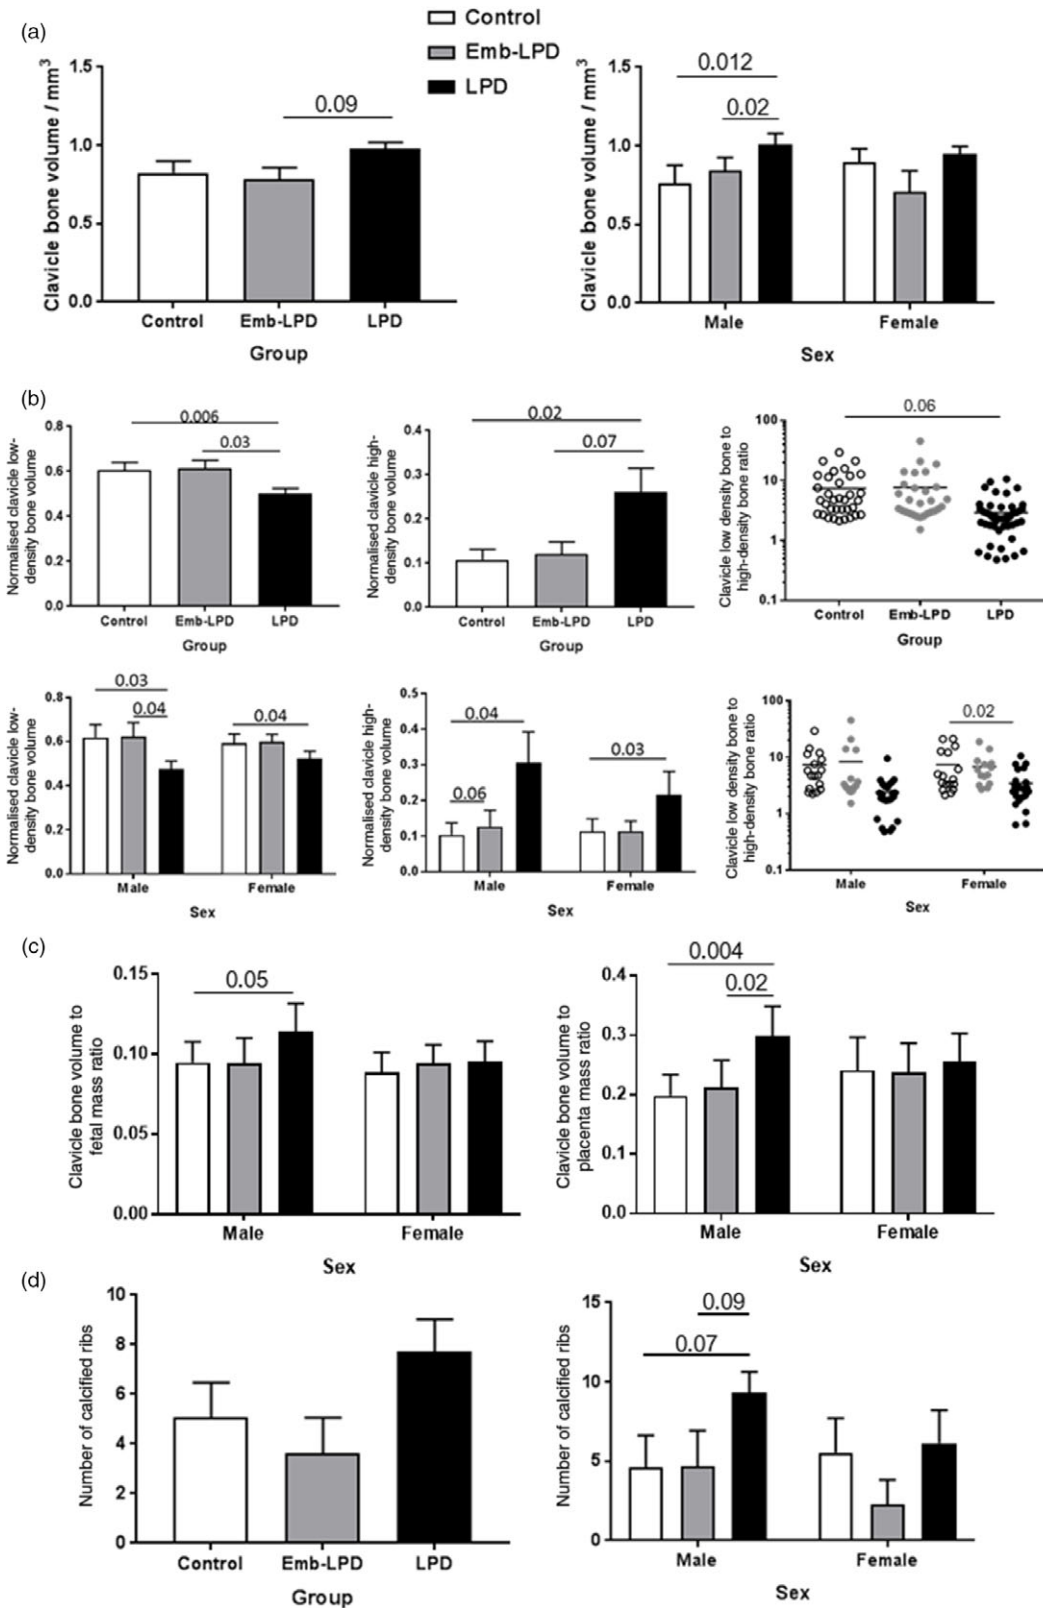 (a)
Control
Emb-LPD
LPD
Clavicle bone volume / mm³
1.5
1.0
0.5
0.0
0.09
Control Emb-LPD LPD
Group
Clavicle bone volume / mm³
1.5
1.0
0.5
0.0
0.012
0.02
Male Female
Sex
(b)
Normalised clavicle low-
density bone volume
0.8
0.6
0.4
0.2
0.0
0.006
0.03
Control Emb-LPD LPD
Group
Normalised clavicle high-
density bone volume
0.4
0.3
0.2
0.1
0.0
0.02
0.07
Control Emb-LPD LPD
Group
Clavicle low density bone to
high-density bone ratio
100
10
1
0.1
0.06
Control Emb-LPD LPD
Group
Normalised clavicle low-
density bone volume
0.8
0.6
0.4
0.2
0.0
0.03
0.04
0.04
Male Female
Sex
Normalised clavicle high-
density bone volume
0.5
0.4
0.3
0.2
0.1
0.0
0.04
0.06
0.03
Male Female
Sex
Clavicle low density bone to
high-density bone ratio
100
10
1
0.1
0.02
Male Female
Sex
(c)
Clavicle bone volume to
fetal mass ratio
0.15
0.10
0.05
0.00
0.05
Male Female
Sex
Clavicle bone volume to
placenta mass ratio
0.4
0.3
0.2
0.1
0.0
0.004
0.02
Male Female
Sex
(d)
Number of calcified ribs
10
8
6
4
2
0
Control Emb-LPD LPD
Group
Number of calcified ribs
15
10
5
0
0.09
0.07
Male Female
Sex